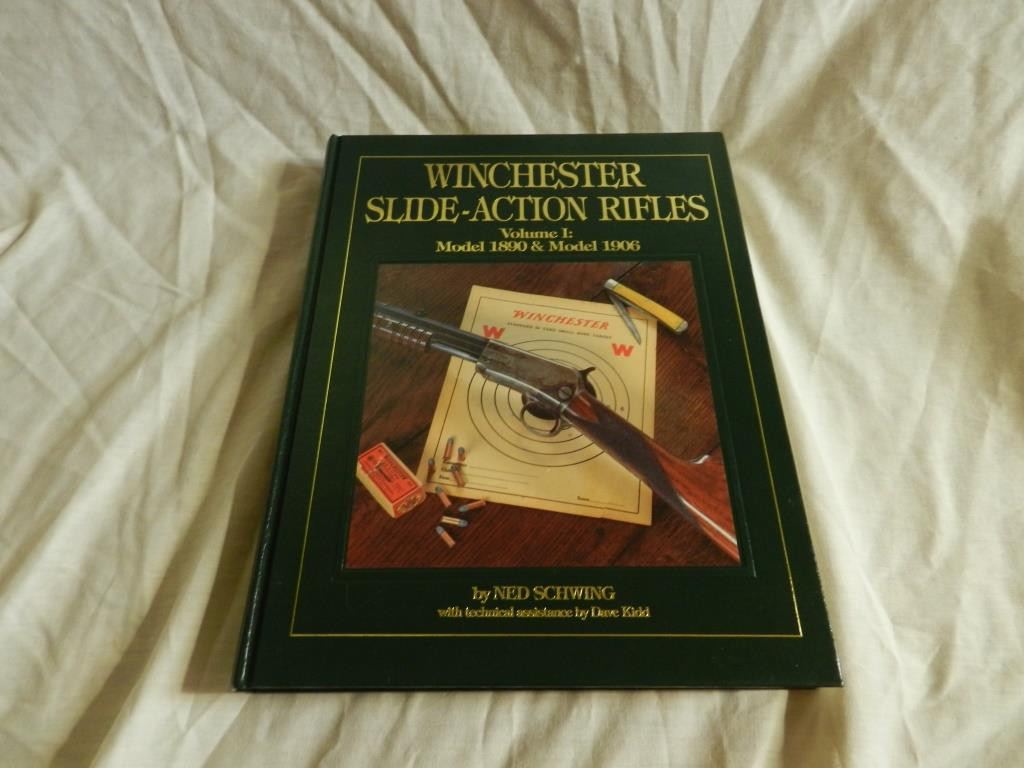 WINCHESTER
SLIDE-ACTION RIFLES
Volume I:
Model 1890 & Model 1906
WINCHESTER
W
W
by NED SCHWING
with technical assistance by Dave Kidd